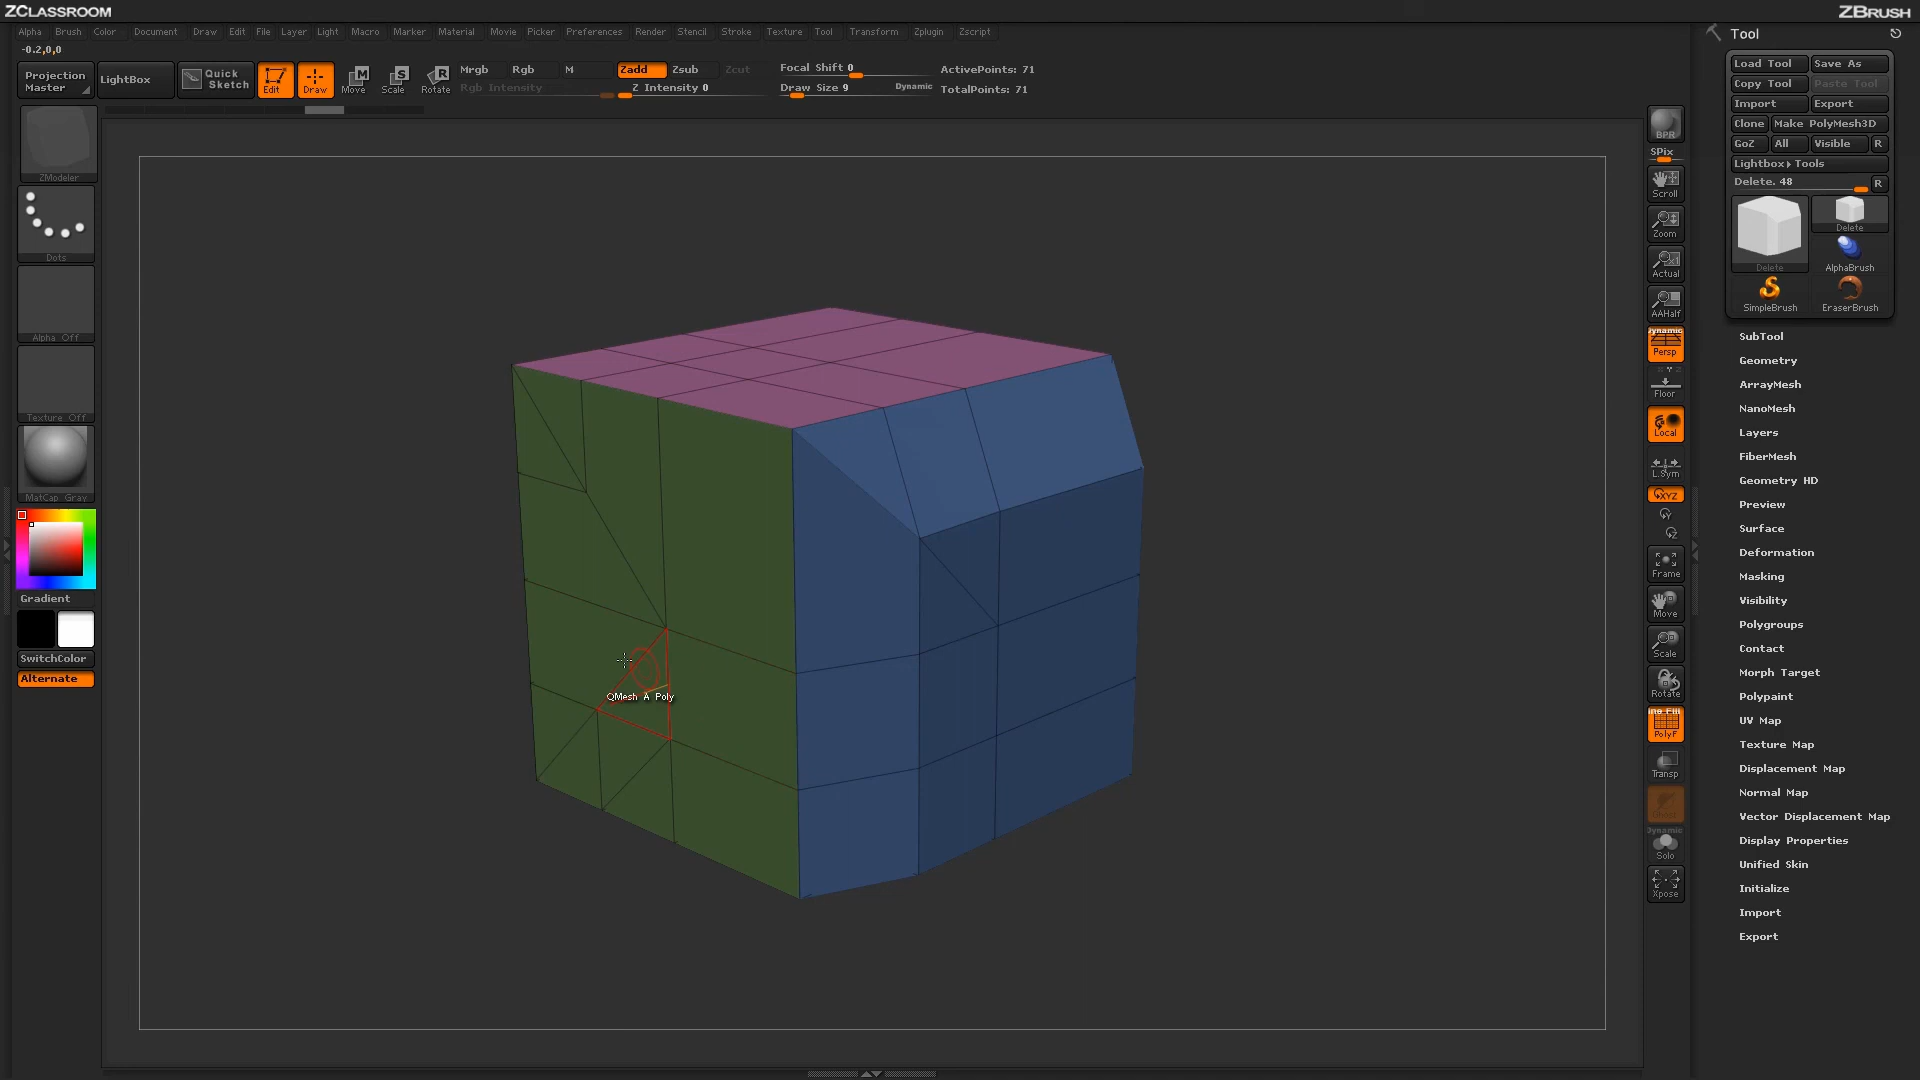 ZCLASSROOM
ZBRUSH
Alpha Brush Color Document Draw Edit File Layer Light Macro Marker Material Movie Picker Preferences Render Stencil Stroke Texture Tool Transform Zplugin Zscript
-0.2,0,0
Projection Master
LightBox
Quick Sketch
Edit
Draw
Move
Scale
Rotate
Mrgb Rgb M
Rgb Intensity
Zadd Zsub Zcut
Z Intensity 0
Focal Shift 0
Draw Size 9 Dynamic
ActivePoints: 71
TotalPoints: 71
ZModeler
Dots
Alpha Off
Texture Off
MatCap Gray
Gradient
SwitchColor
Alternate
QMesh A Poly
BPR
SPix
Scroll
Zoom
Actual
AAHalf
Dynamic
Persp
Floor
Local
L.Sym
XYZ
Y
Z
Frame
Move
Scale
Rotate
PolyF
Transp
Dynamic
Solo
Xpose
Tool
Load Tool Save As
Copy Tool Paste Tool
Import Export
Clone Make PolyMesh3D
GoZ All Visible R
Lightbox▸Tools
Delete. 48 R
Delete
Delete
AlphaBrush
SimpleBrush
EraserBrush
SubTool
Geometry
ArrayMesh
NanoMesh
Layers
FiberMesh
Geometry HD
Preview
Surface
Deformation
Masking
Visibility
Polygroups
Contact
Morph Target
Polypaint
UV Map
Texture Map
Displacement Map
Normal Map
Vector Displacement Map
Display Properties
Unified Skin
Initialize
Import
Export